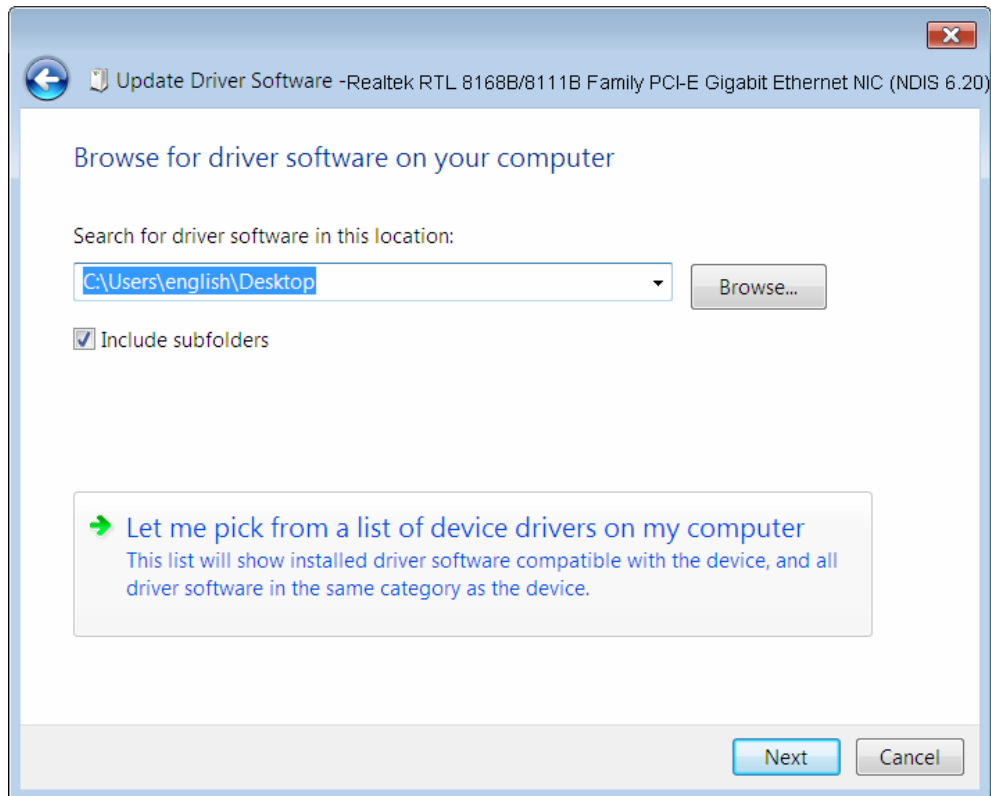 Update Driver Software -Realtek RTL 8168B/8111B Family PCI-E Gigabit Ethernet NIC (NDIS 6.20)
Browse for driver software on your computer
Search for driver software in this location:
C:\Users\english\Desktop
Browse...
Include subfolders
Let me pick from a list of device drivers on my computer
This list will show installed driver software compatible with the device, and all
driver software in the same category as the device.
Next
Cancel